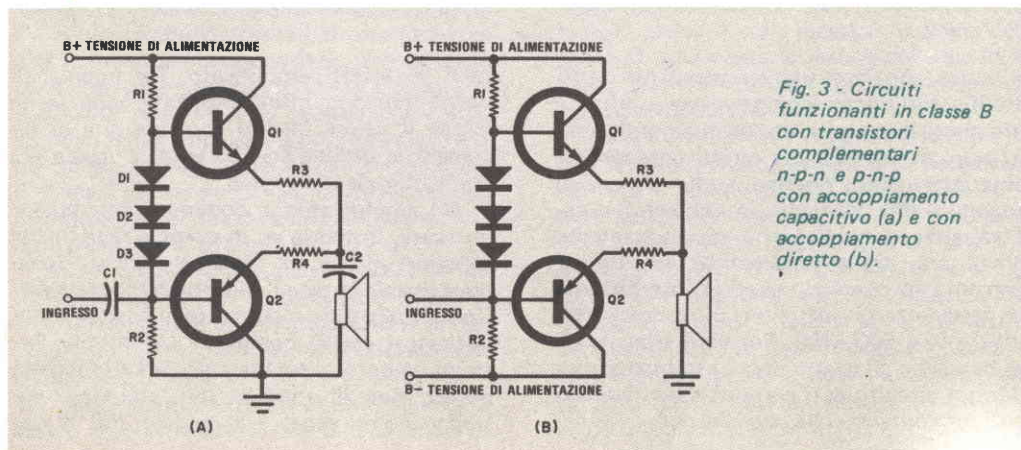 B+ TENSIONE DI ALIMENTAZIONE
R1
Q1
D1
D2
D3
R3
R4
C2
C1
INGRESSO
Q2
R2
(A)
B+ TENSIONE DI ALIMENTAZIONE
R1
Q1
R3
R4
INGRESSO
Q2
R2
B- TENSIONE DI ALIMENTAZIONE
(B)
Fig. 3 - Circuiti
funzionanti in classe B
con transistori
complementari
n-p-n e p-n-p
con accoppiamento
capacitivo (a) e con
accoppiamento
diretto (b).